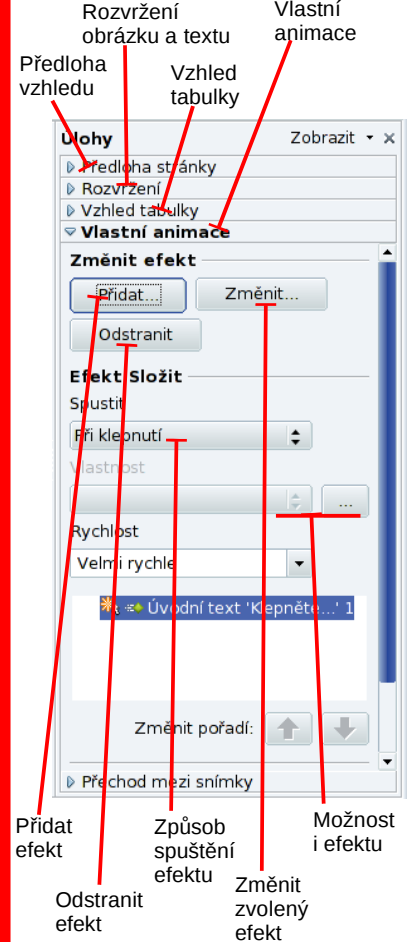 Rozvržení
obrázku a textu
Vlastní
animace
Předloha
vzhledu
Vzhled
tabulky
Úlohy Zobrazit
Předloha stránky
Rozvržení
Vzhled tabulky
Vlastní animace
Změnit efekt
Přidat... Změnit...
Odstranit
Efekt Složit
Spustit
Při klepnutí
Vlastnost
...
Rychlost
Velmi rychle
Úvodní text 'Klepněte...' 1
Změnit pořadí:
Přechod mezi snímky
Přidat
efekt
Odstranit
efekt
Způsob
spuštění
efektu
Změnit
zvolený
efekt
Možnost
i efektu